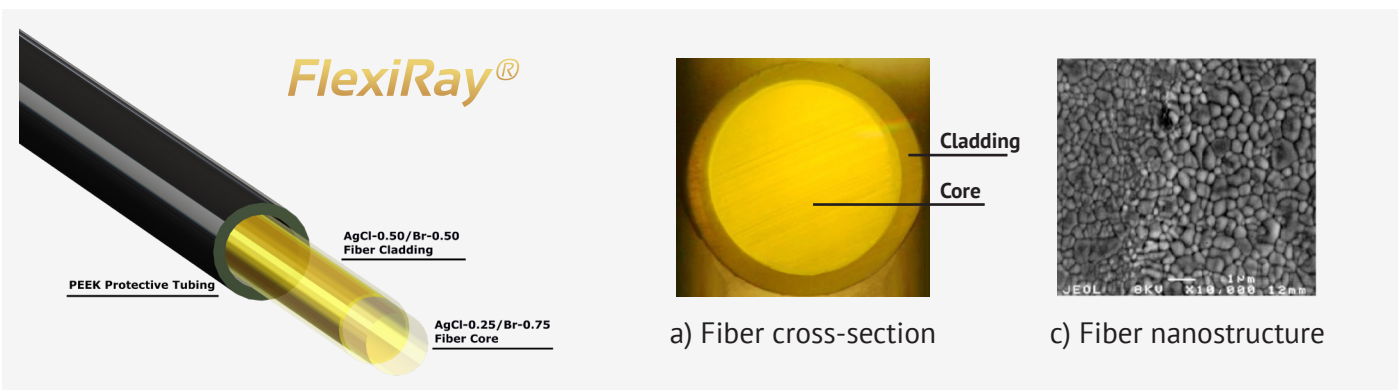 FlexiRay®
AgCl-0.50/Br-0.50
Fiber Cladding
PEEK Protective Tubing
AgCl-0.25/Br-0.75
Fiber Core
Cladding
Core
a) Fiber cross-section
1µm
JEOL 8KV X10,000 12mm
c) Fiber nanostructure